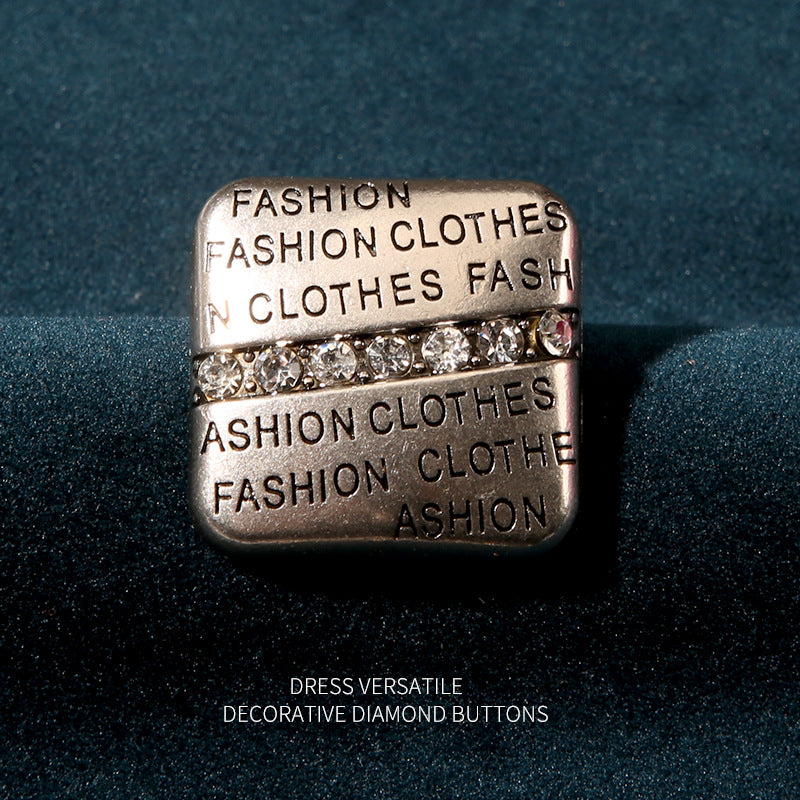 FASHION
FASHION CLOTHES
N CLOTHES FASH
ASHION CLOTHES
FASHION CLOTHE
ASHION
DRESS VERSATILE
DECORATIVE DIAMOND BUTTONS